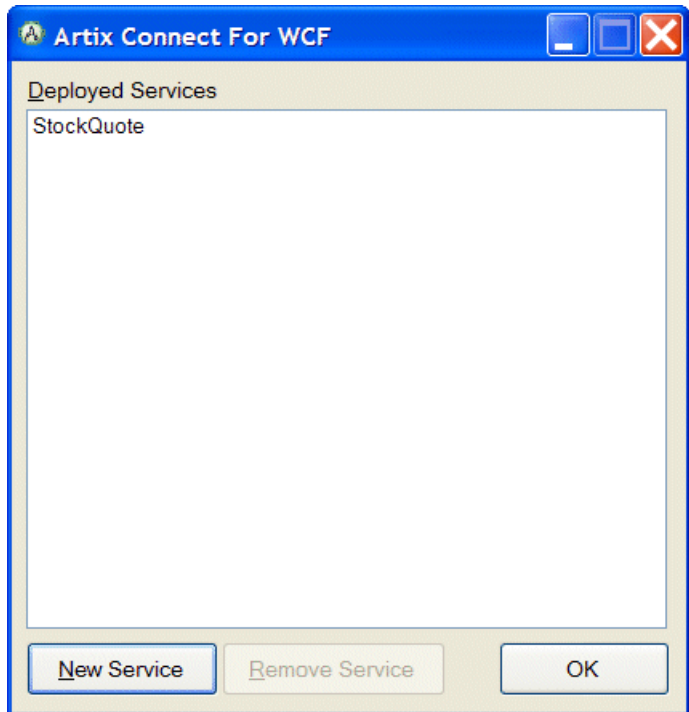 Artix Connect For WCF
Deployed Services
StockQuote
New Service
Remove Service
OK